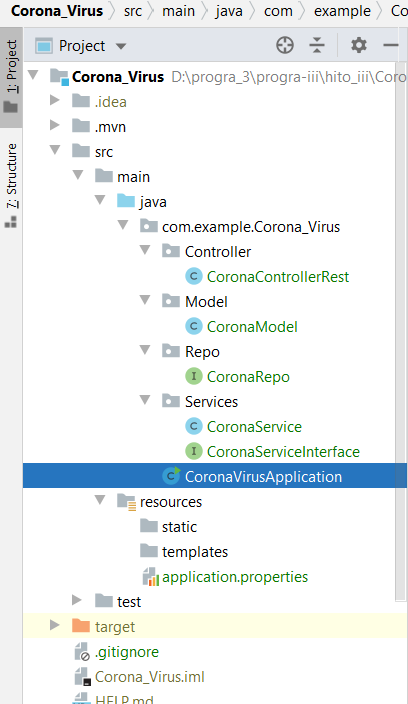 Corona_Virus > src > main > java > com > example > Co
1: Project
7: Structure
Project
Corona_Virus D:\progra_3\progra-iii\hito_iii\Coro
.idea
.mvn
src
main
java
com.example.Corona_Virus
Controller
CoronaControllerRest
Model
CoronaModel
Repo
CoronaRepo
Services
CoronaService
CoronaServiceInterface
CoronaVirusApplication
resources
static
templates
application.properties
test
target
.gitignore
Corona_Virus.iml
HELP.md